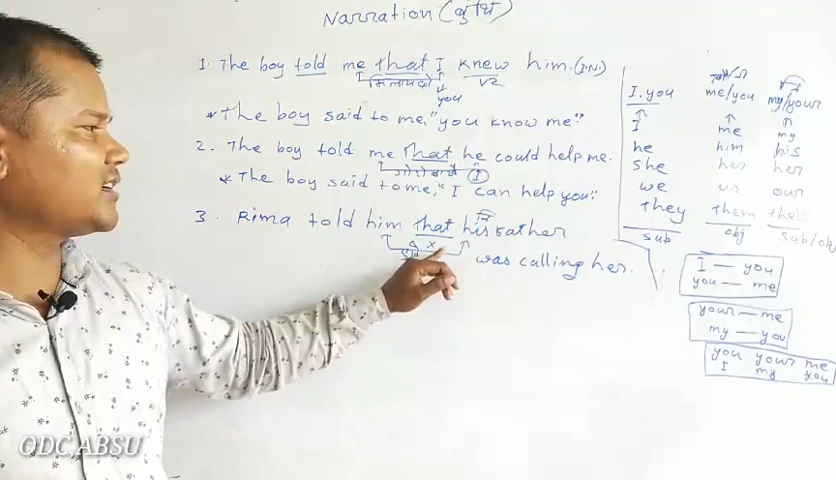 Narration (
1. The boy told me that I knew him. (I.N.)
V2
you
* The boy said to me, "you know me."
2. The boy told me that he could help me.
I
* The boy said to me, "I can help you."
3. Rima told him that his father
x
was calling her.
I, you me/you my/your
I me my
he him his
she her her
we us our
they them their
sub obj sub/ob
I — you
you — me
your — me
my — you
you your me
I my you
ODC, ABSU